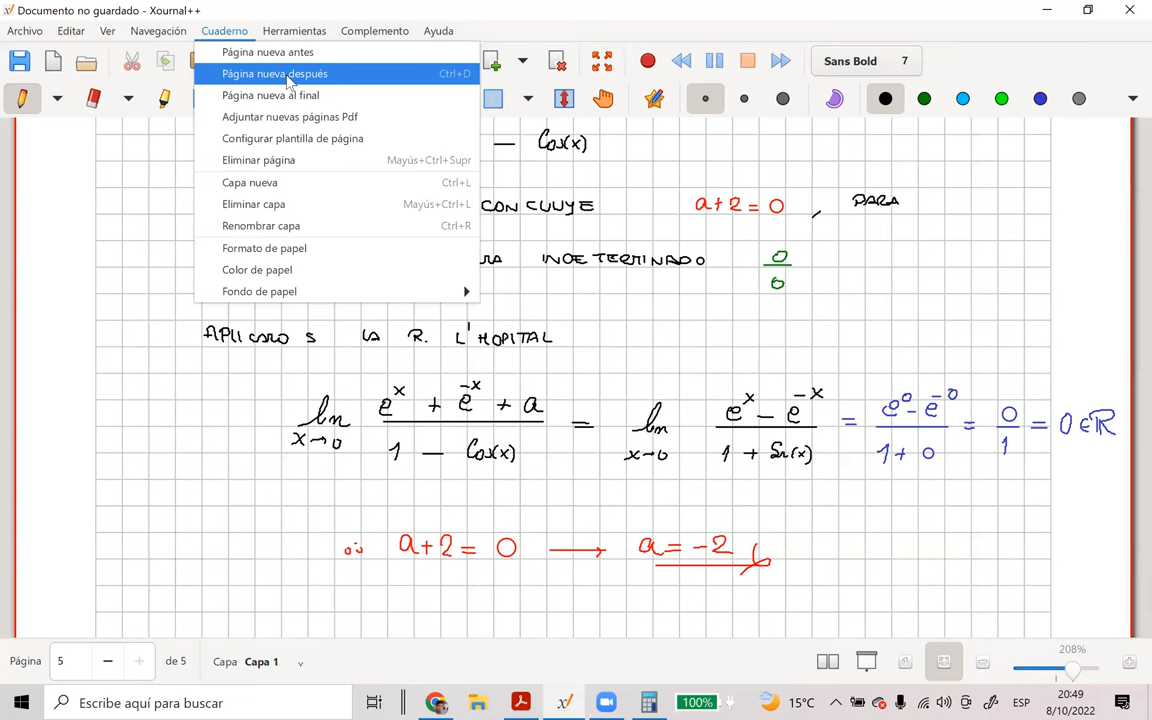 Documento no guardado - Xournal++
Archivo Editar Ver Navegación Cuaderno Herramientas Complemento Ayuda
Página nueva antes
Página nueva después Ctrl+D
Página nueva al final
Adjuntar nuevas páginas Pdf
Configurar plantilla de página
Eliminar página Mayús+Ctrl+Supr
Capa nueva Ctrl+L
Eliminar capa Mayús+Ctrl+L
Renombrar capa Ctrl+R
Formato de papel
Color de papel
Fondo de papel
Sans Bold 7
— Cos(x)
CONCLUYE a+2=0 , PARA
RA INDETERMINADO 0/0
APLICARO S LA R. L'HOPITAL
lim x→0 (e^x + e^-x + a)/(1 — Cos(x)) = lim x→0 (e^x − e^-x)/(1 + Sn(x)) = (e^0 − e^-0)/(1+0) = 0/1 = 0 ∈ ℝ
∴ a+2=0 → a=-2
Página 5 de 5 Capa Capa 1 208%
Escribe aquí para buscar 100% 15°C ESP 20:49
8/10/2022